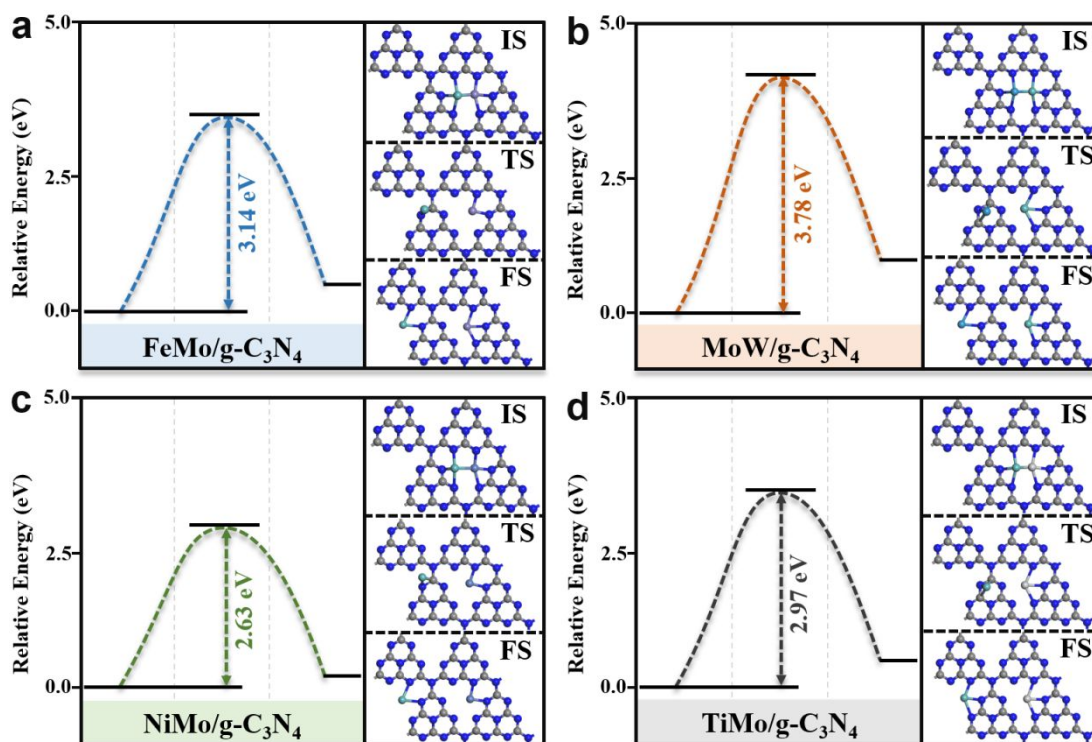 a
Relative Energy (eV)
5.0
2.5
0.0
3.14 eV
FeMo/g-C₃N₄
IS
TS
FS
b
Relative Energy (eV)
5.0
2.5
0.0
3.78 eV
MoW/g-C₃N₄
IS
TS
FS
c
Relative Energy (eV)
5.0
2.5
0.0
2.63 eV
NiMo/g-C₃N₄
IS
TS
FS
d
Relative Energy (eV)
5.0
2.5
0.0
2.97 eV
TiMo/g-C₃N₄
IS
TS
FS